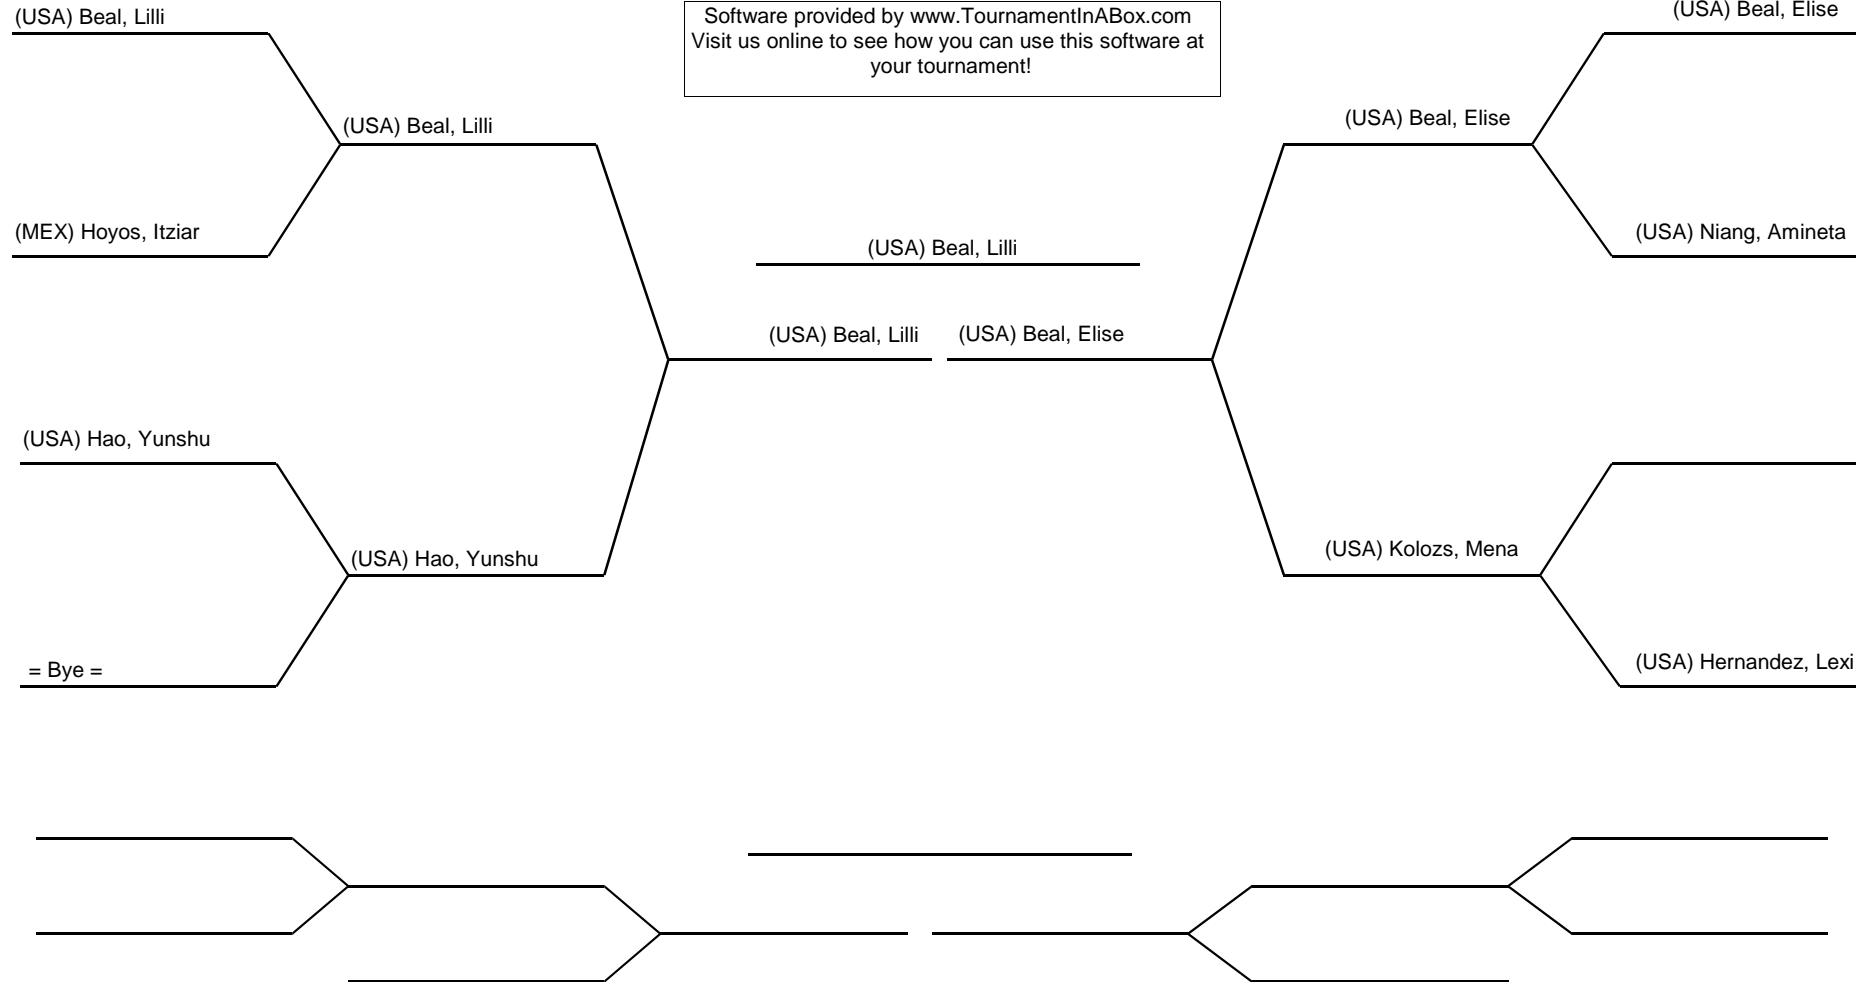 (USA) Beal, Lilli
Software provided by www.TournamentInABox.com
Visit us online to see how you can use this software at
your tournament!
(USA) Beal, Elise
(USA) Beal, Lilli
(USA) Beal, Elise
(MEX) Hoyos, Itziar
(USA) Beal, Lilli
(USA) Niang, Amineta
(USA) Beal, Lilli
(USA) Beal, Elise
(USA) Hao, Yunshu
(USA) Hao, Yunshu
(USA) Kolozs, Mena
= Bye =
(USA) Hernandez, Lexi